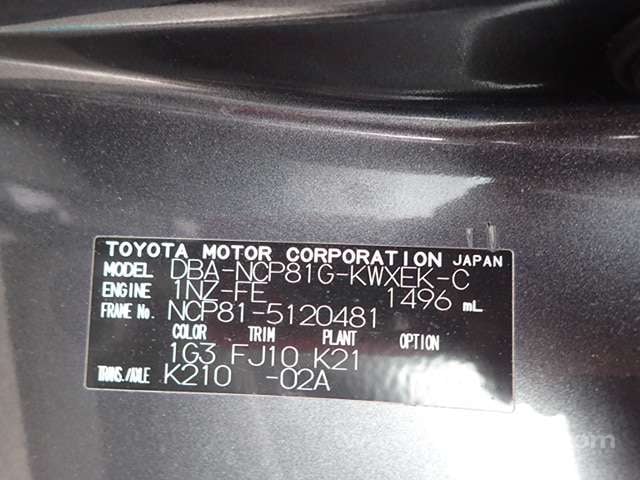 TOYOTA MOTOR CORPORATION JAPAN
MODEL DBA-NCP81G-KWXEK-C
ENGINE 1NZ-FE 1496 mL
FRAME No. NCP81-5120481
COLOR TRIM PLANT OPTION
1G3 FJ10 K21
TRANS./AXLE K210 -02A